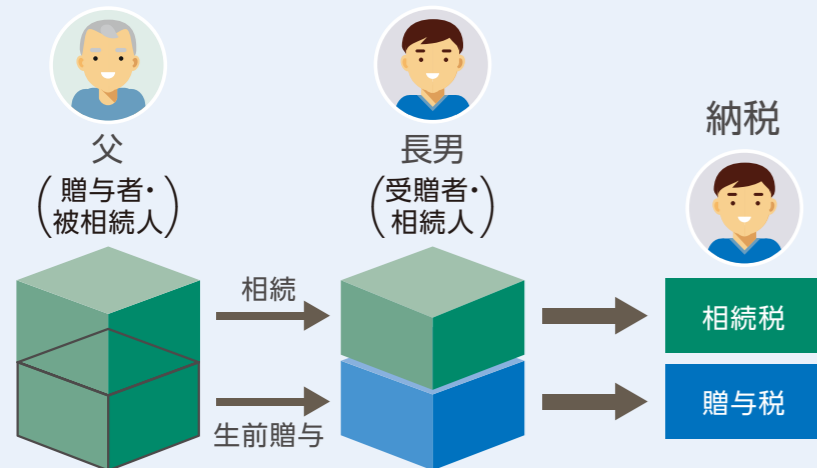 父
(贈与者・
被相続人)
長男
(受贈者・
相続人)
納税
相続
生前贈与
相続税
贈与税